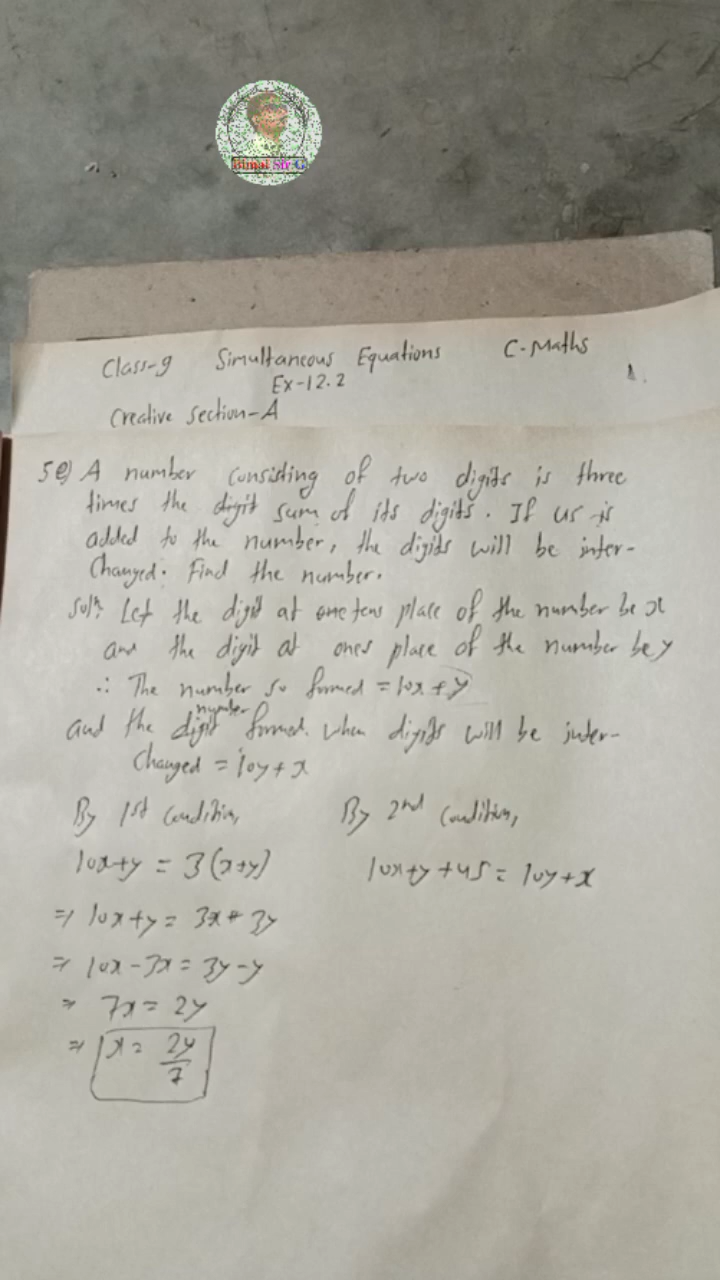 Bimal Sir G
Class-9 Simultaneous Equations C-Maths
Ex-12.2
1.
Creative section-A
5e) A number consisting of two digits is three
times the digit sum of its digits. If 45 is
added to the number, the digits will be inter-
changed. Find the number.
Solⁿ: Let the digit at one tens place of the number be x
and the digit at ones place of the number be y
∴ The number so formed = 10x + y
number
and the digit formed when digits will be inter-
changed = 10y + x
By 1st condition, By 2nd condition,
10x+y = 3(x+y) 10x+y+45 = 10y+x
⇒ 10x+y = 3x + 3y
⇒ 10x-3x = 3y-y
⇒ 7x = 2y
⇒ x = 2y/7